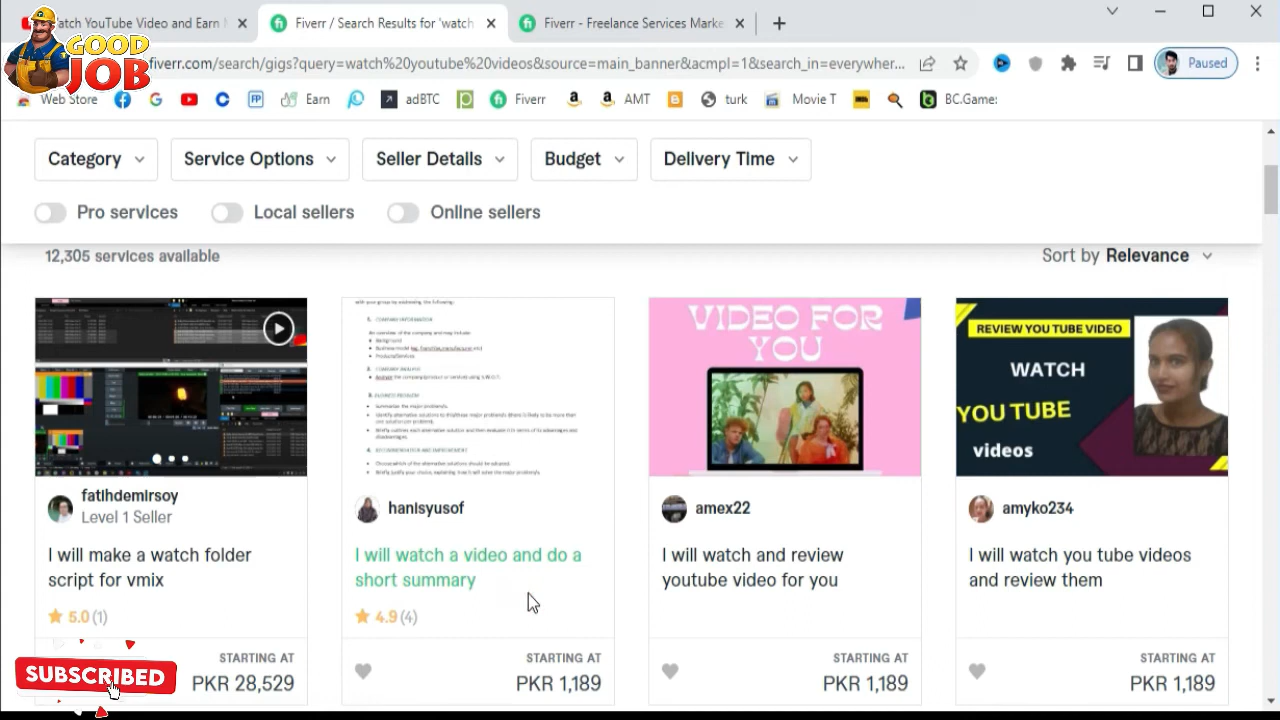 Watch YouTube Video and Earn
Fiverr / Search Results for 'watch
Fiverr - Freelance Services Marke
GOOD
JOB
fiverr.com/search/gigs?query=watch%20youtube%20videos&source=main_banner&acmpl=1&search_in=everywher...
Paused
Web Store
Earn
adBTC
Fiverr
AMT
turk
Movie T
BC.Game:
Category
Service Options
Seller Details
Budget
Delivery Time
Pro services
Local sellers
Online sellers
12,305 services available
Sort by Relevance
REVIEW YOU TUBE VIDEO
WATCH
YOU TUBE
videos
fatihdemirsoy
Level 1 Seller
I will make a watch folder
script for vmix
5.0 (1)
STARTING AT
PKR 28,529
hanisyusof
I will watch a video and do a
short summary
4.9 (4)
STARTING AT
PKR 1,189
amex22
I will watch and review
youtube video for you
STARTING AT
PKR 1,189
amyko234
I will watch you tube videos
and review them
STARTING AT
PKR 1,189
SUBSCRIBED